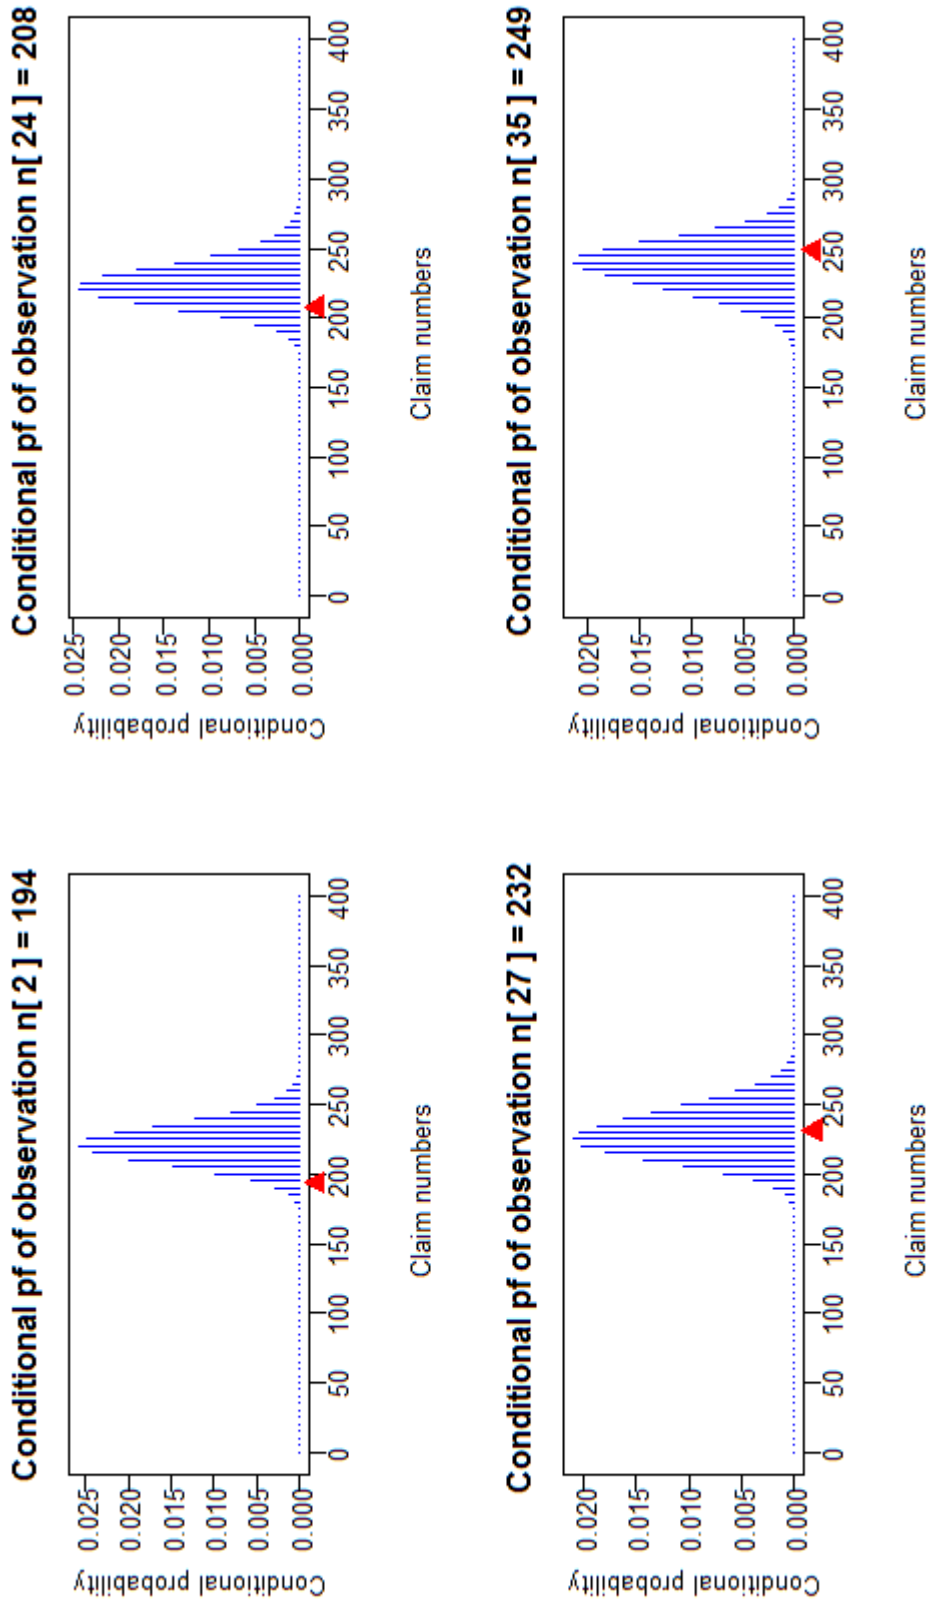 Conditional pf of observation n[ 2 ] = 194
Conditional probability
0.025
0.020
0.015
0.010
0.005
0.000
0 50 100 150 200 250 300 350 400
Claim numbers
Conditional pf of observation n[ 24 ] = 208
Conditional probability
0.025
0.020
0.015
0.010
0.005
0.000
0 50 100 150 200 250 300 350 400
Claim numbers
Conditional pf of observation n[ 27 ] = 232
Conditional probability
0.020
0.015
0.010
0.005
0.000
0 50 100 150 200 250 300 350 400
Claim numbers
Conditional pf of observation n[ 35 ] = 249
Conditional probability
0.020
0.015
0.010
0.005
0.000
0 50 100 150 200 250 300 350 400
Claim numbers